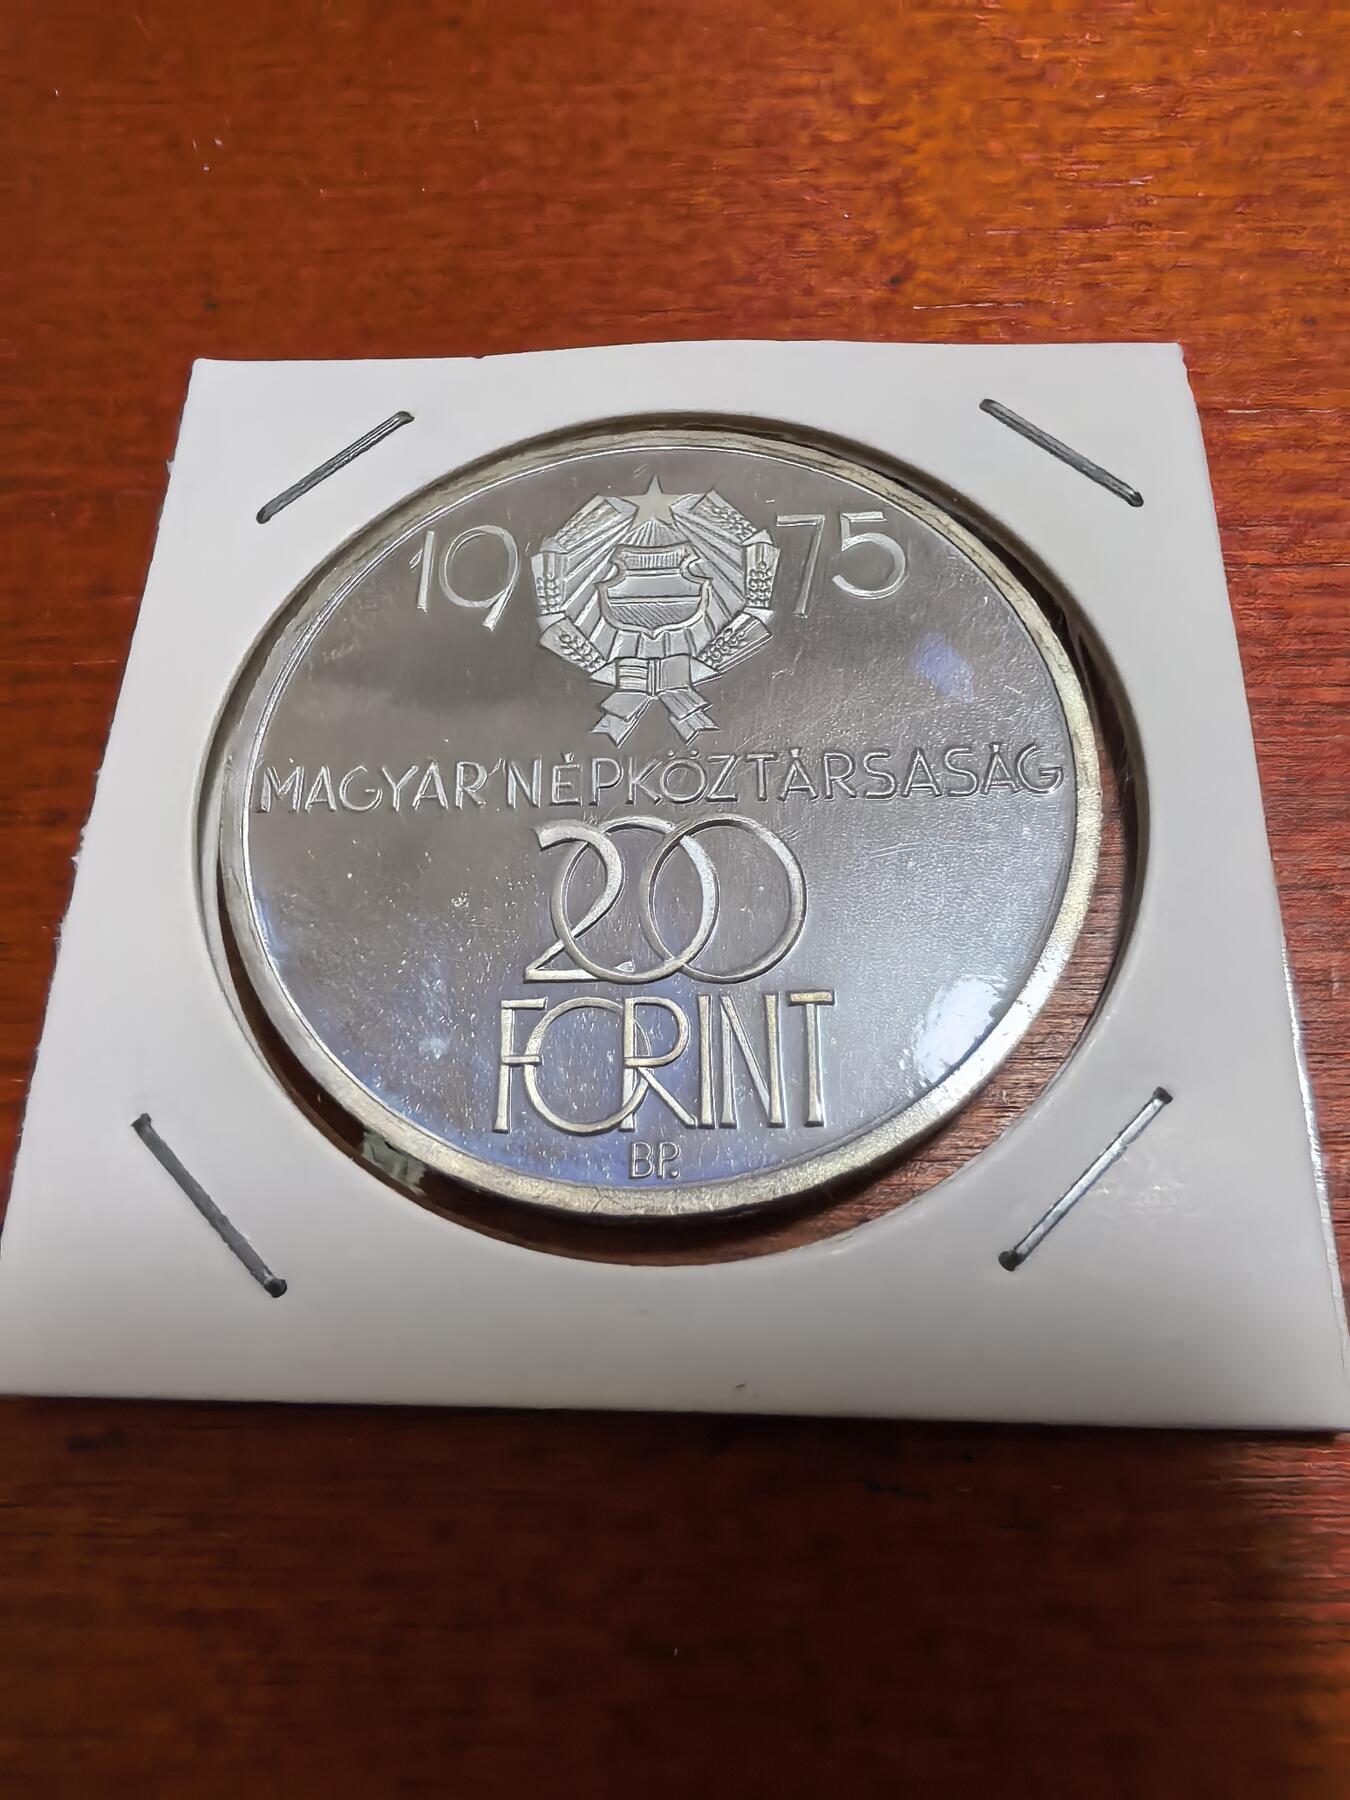 1975
MAGYAR NÉPKÖZTÁRSASÁG
200
FORINT
BP.